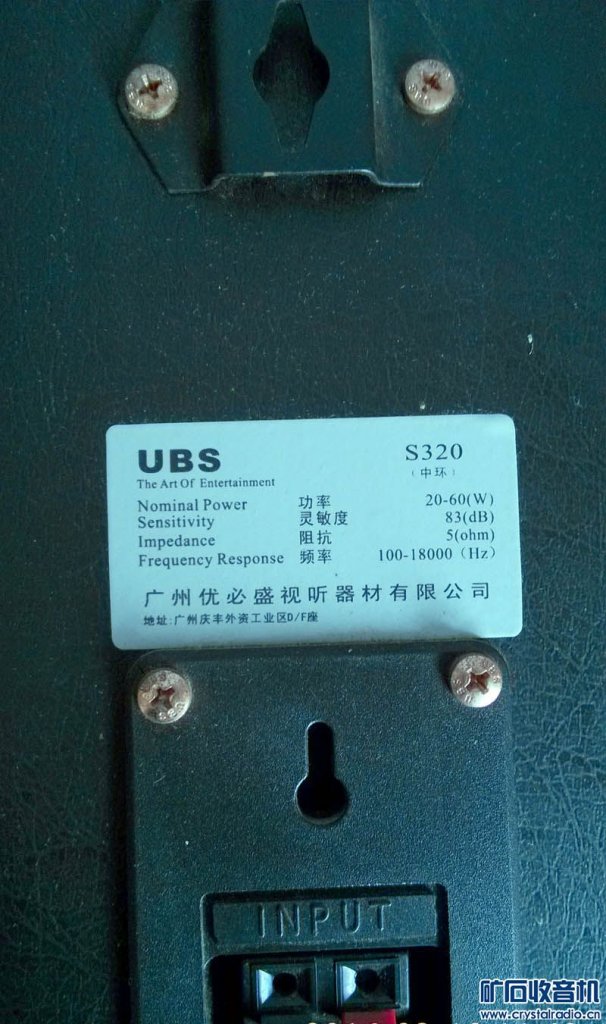 UBS
S320
The Art Of Entertainment
(中环)
Nominal Power 功率 20-60(W)
Sensitivity 灵敏度 83(dB)
Impedance 阻抗 5(ohm)
Frequency Response 频率 100-18000（Hz）
广州优必盛视听器材有限公司
地址:广州庆丰外资工业区D/F座
INPUT
矿石收音机
www.crystalradio.cn